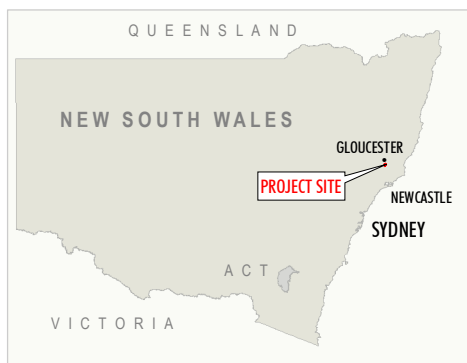 QUEENSLAND
NEW SOUTH WALES
GLOUCESTER
PROJECT SITE
NEWCASTLE
SYDNEY
ACT
VICTORIA